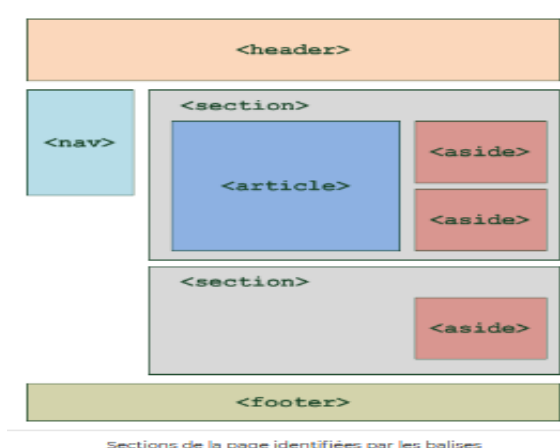 <header>
<nav>
<section>
<article>
<aside>
<aside>
<section>
<aside>
<footer>
Sections de la page identifiées par les balises